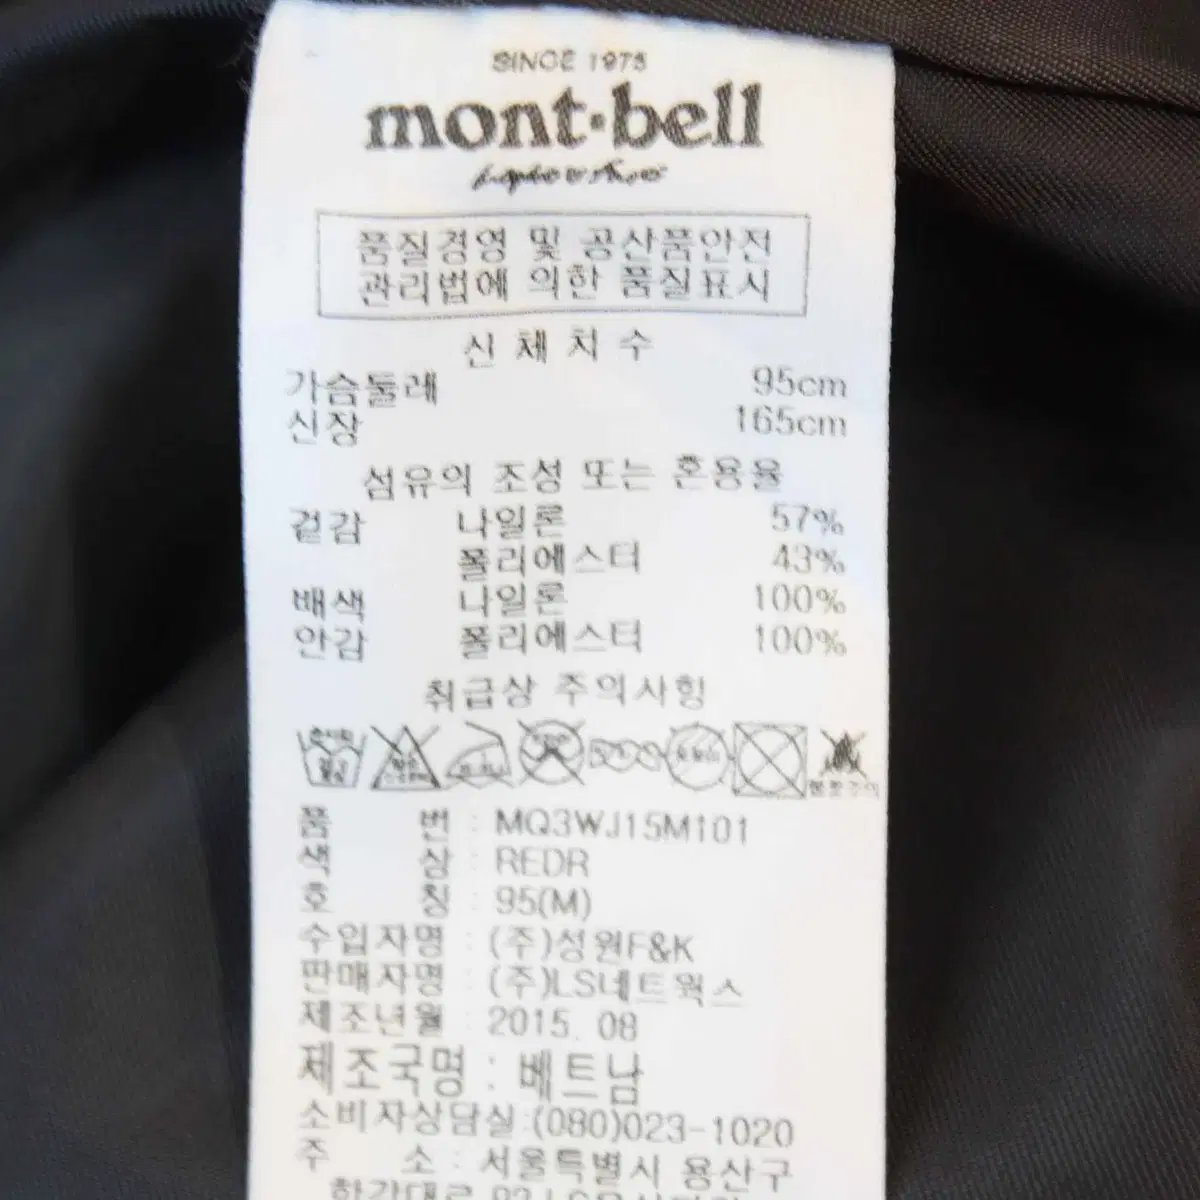 SINCE 1975
mont·bell
품질경영 및 공산품안전
관리법에 의한 품질표시
신체치수
가슴둘레 95cm
신장 165cm
섬유의 조성 또는 혼용율
겉감 나일론 57%
폴리에스터 43%
배색 나일론 100%
안감 폴리에스터 100%
취급상 주의사항
품 번 : MQ3WJ15M101
색 상 : REDR
호 칭 : 95(M)
수입자명 : (주)성원F&K
판매자명 : (주)LS네트웍스
제조년월 : 2015. 08
제조국명 : 베트남
소비자상담실:(080)023-1020
주 소 : 서울특별시 용산구